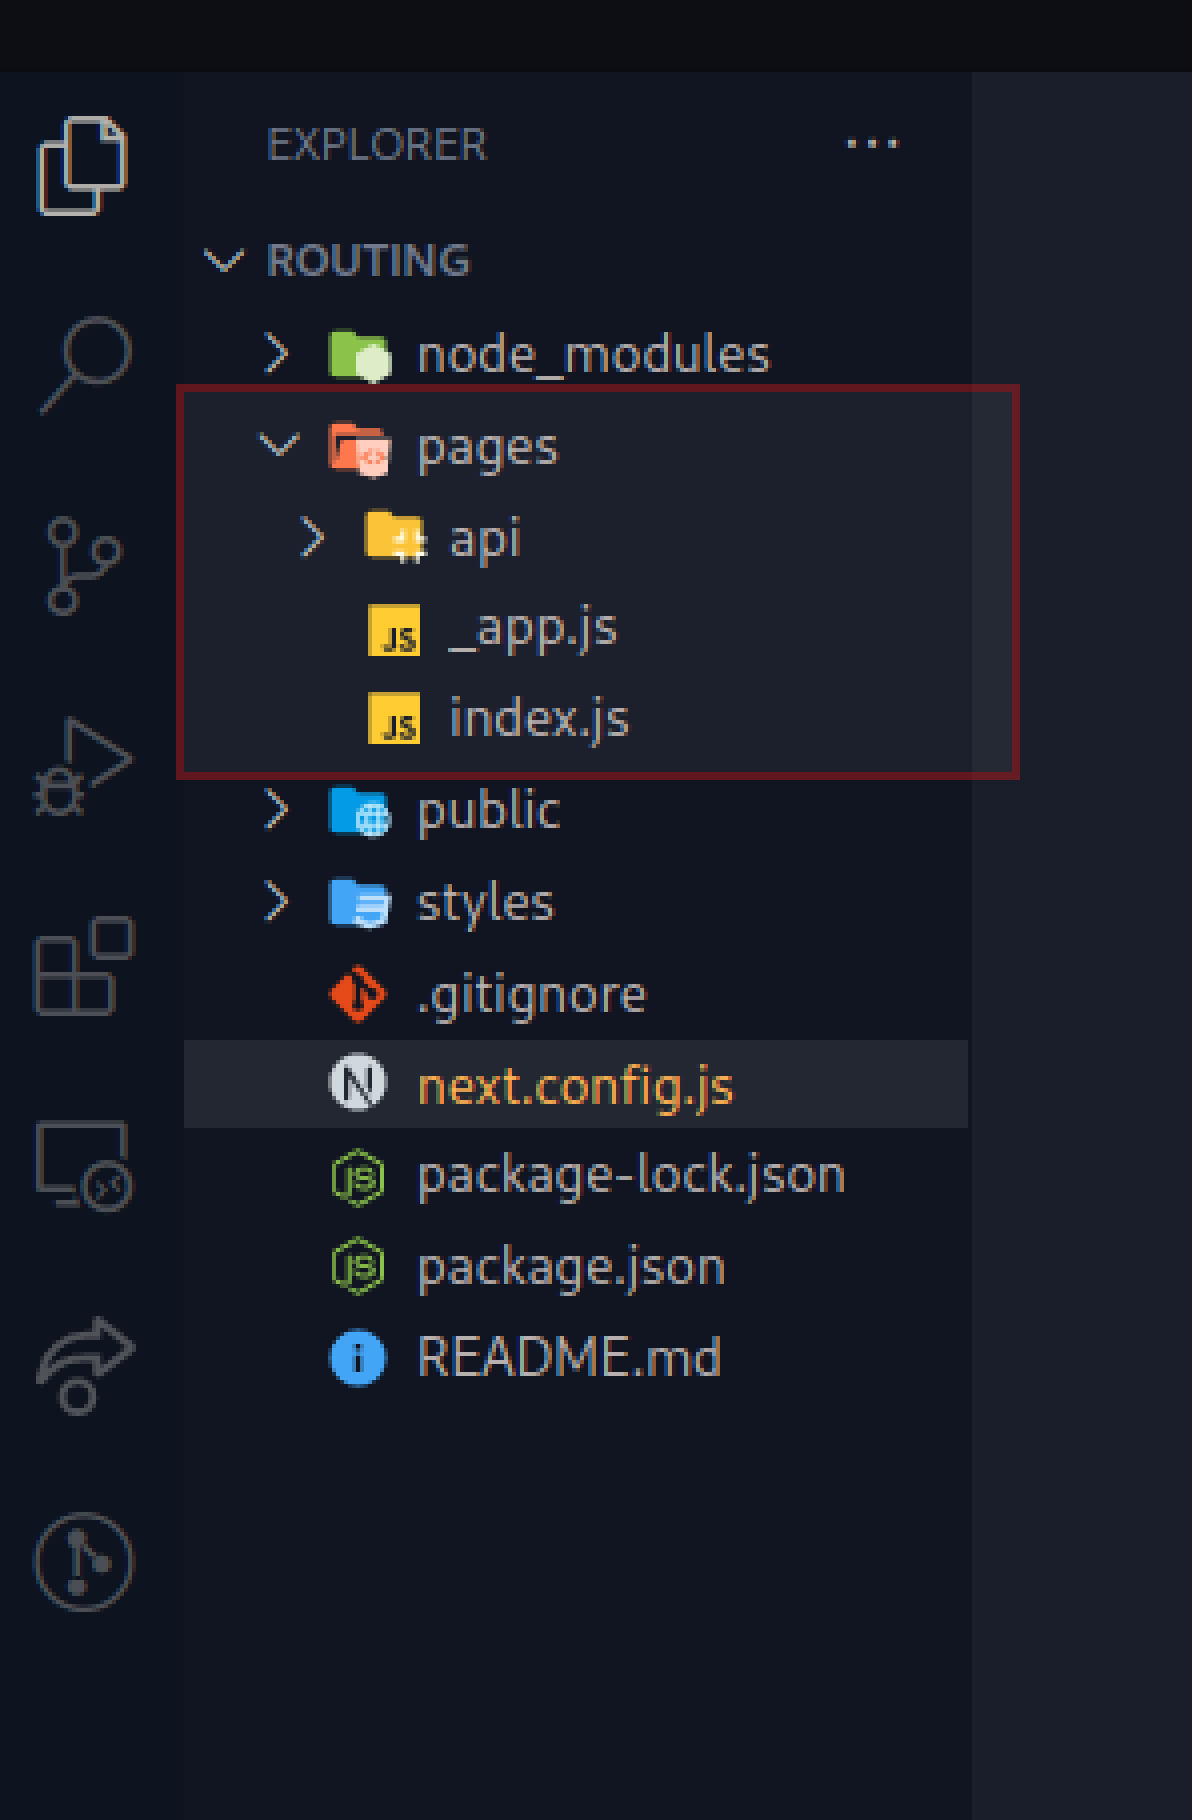 EXPLORER ...
ROUTING
node_modules
pages
api
JS _app.js
JS index.js
public
styles
.gitignore
N next.config.js
JS package-lock.json
JS package.json
i README.md